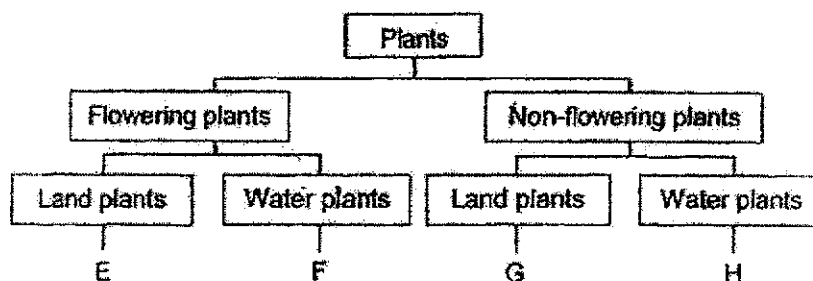 Plants
Flowering plants Non-flowering plants
Land plants Water plants Land plants Water plants
E F G H